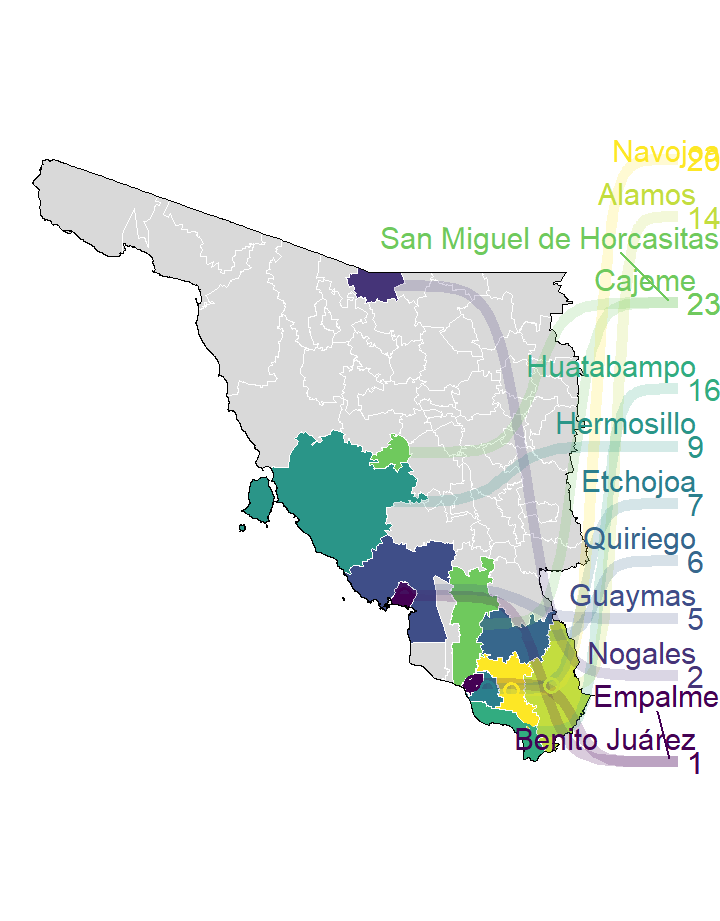 Navojoa
20
Alamos
14
San Miguel de Horcasitas
Cajeme
23
Huatabampo
16
Hermosillo
9
Etchojoa
7
Quiriego
6
Guaymas
5
Nogales
2
Empalme
Benito Juárez
1